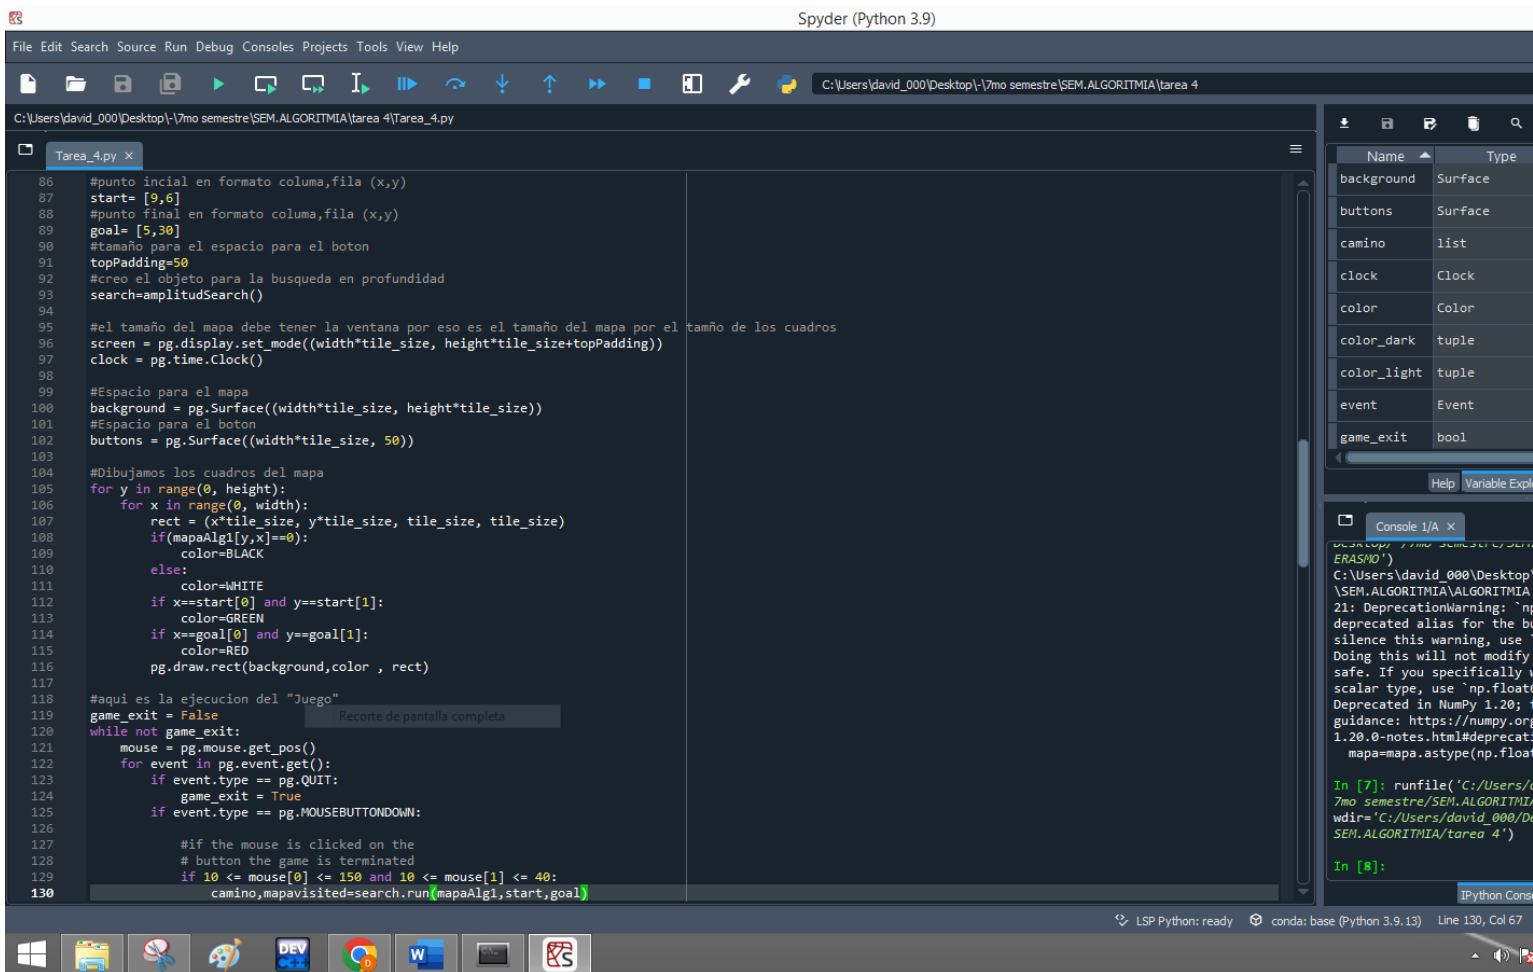 Spyder (Python 3.9)
File Edit Search Source Run Debug Consoles Projects Tools View Help
C:\Users\david_000\Desktop\-\7mo semestre\SEM.ALGORITMIA\tarea 4
C:\Users\david_000\Desktop\-\7mo semestre\SEM.ALGORITMIA\tarea 4\Tarea_4.py
Tarea_4.py
86 #punto incial en formato columa,fila (x,y)
87 start= [9,6]
88 #punto final en formato columa,fila (x,y)
89 goal= [5,30]
90 #tamaño para el espacio para el boton
91 topPadding=50
92 #creo el objeto para la busqueda en profundidad
93 search=amplitudSearch()
94
95 #el tamaño del mapa debe tener la ventana por eso es el tamaño del mapa por el tamño de los cuadros
96 screen = pg.display.set_mode((width*tile_size, height*tile_size+topPadding))
97 clock = pg.time.Clock()
98
99 #Espacio para el mapa
100 background = pg.Surface((width*tile_size, height*tile_size))
101 #Espacio para el boton
102 buttons = pg.Surface((width*tile_size, 50))
103
104 #Dibujamos los cuadros del mapa
105 for y in range(0, height):
106 for x in range(0, width):
107 rect = (x*tile_size, y*tile_size, tile_size, tile_size)
108 if(mapaAlg1[y,x]==0):
109 color=BLACK
110 else:
111 color=WHITE
112 if x==start[0] and y==start[1]:
113 color=GREEN
114 if x==goal[0] and y==goal[1]:
115 color=RED
116 pg.draw.rect(background,color , rect)
117
118 #aqui es la ejecucion del "Juego"
119 game_exit = False
Recorte de pantalla completa
120 while not game_exit:
121 mouse = pg.mouse.get_pos()
122 for event in pg.event.get():
123 if event.type == pg.QUIT:
124 game_exit = True
125 if event.type == pg.MOUSEBUTTONDOWN:
126
127 #if the mouse is clicked on the
128 # button the game is terminated
129 if 10 <= mouse[0] <= 150 and 10 <= mouse[1] <= 40:
130 camino,mapavisited=search.run(mapaAlg1,start,goal)
Name Type
background Surface
buttons Surface
camino list
clock Clock
color Color
color_dark tuple
color_light tuple
event Event
game_exit bool
Help Variable Expl
Console 1/A
ERASMO')
C:\Users\david_000\Desktop\
\SEM.ALGORITMIA\ALGORITMIA
21: DeprecationWarning: `np
deprecated alias for the bu
silence this warning, use `
Doing this will not modify
safe. If you specifically w
scalar type, use `np.float6
Deprecated in NumPy 1.20; f
guidance: https://numpy.org
1.20.0-notes.html#deprecati
mapa=mapa.astype(np.float
In [7]: runfile('C:/Users/d
7mo semestre/SEM.ALGORITMIA
wdir='C:/Users/david_000/De
SEM.ALGORITMIA/tarea 4')
In [8]:
IPython Conso
LSP Python: ready conda: base (Python 3.9.13) Line 130, Col 67
DEV
C++
D
W